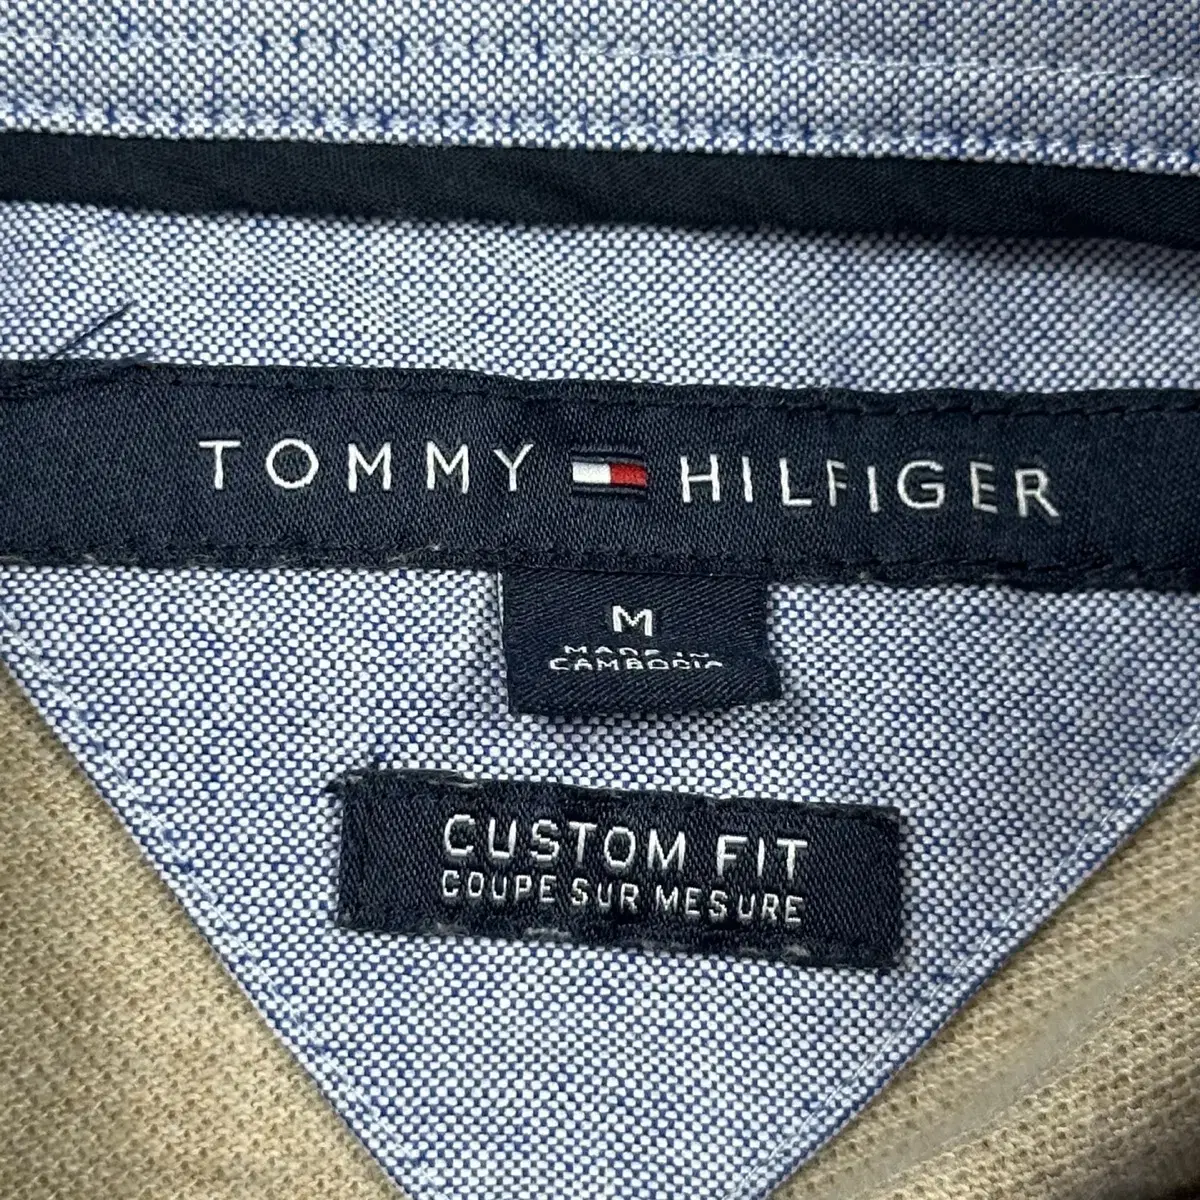 TOMMY HILFIGER
M
MADE IN
CAMBODIA
CUSTOM FIT
COUPE SUR MESURE